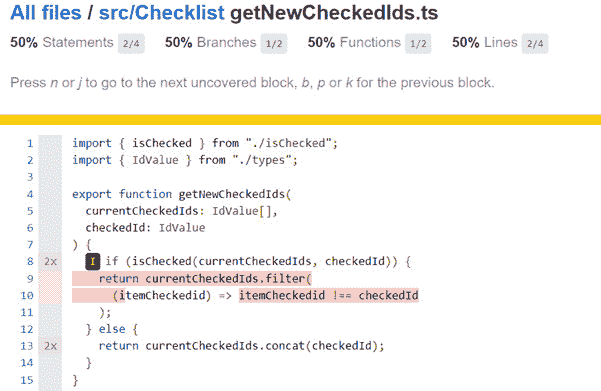 All files / src/Checklist getNewCheckedIds.ts
50% Statements 2/4 50% Branches 1/2 50% Functions 1/2 50% Lines 2/4
Press n or j to go to the next uncovered block, b, p or k for the previous block.
1 import { isChecked } from "./isChecked";
2 import { IdValue } from "./types";
3
4 export function getNewCheckedIds(
5 currentCheckedIds: IdValue[],
6 checkedId: IdValue
7 ) {
8 2x I if (isChecked(currentCheckedIds, checkedId)) {
9 return currentCheckedIds.filter(
10 (itemCheckedid) => itemCheckedid !== checkedId
11 );
12 } else {
13 2x return currentCheckedIds.concat(checkedId);
14 }
15 }